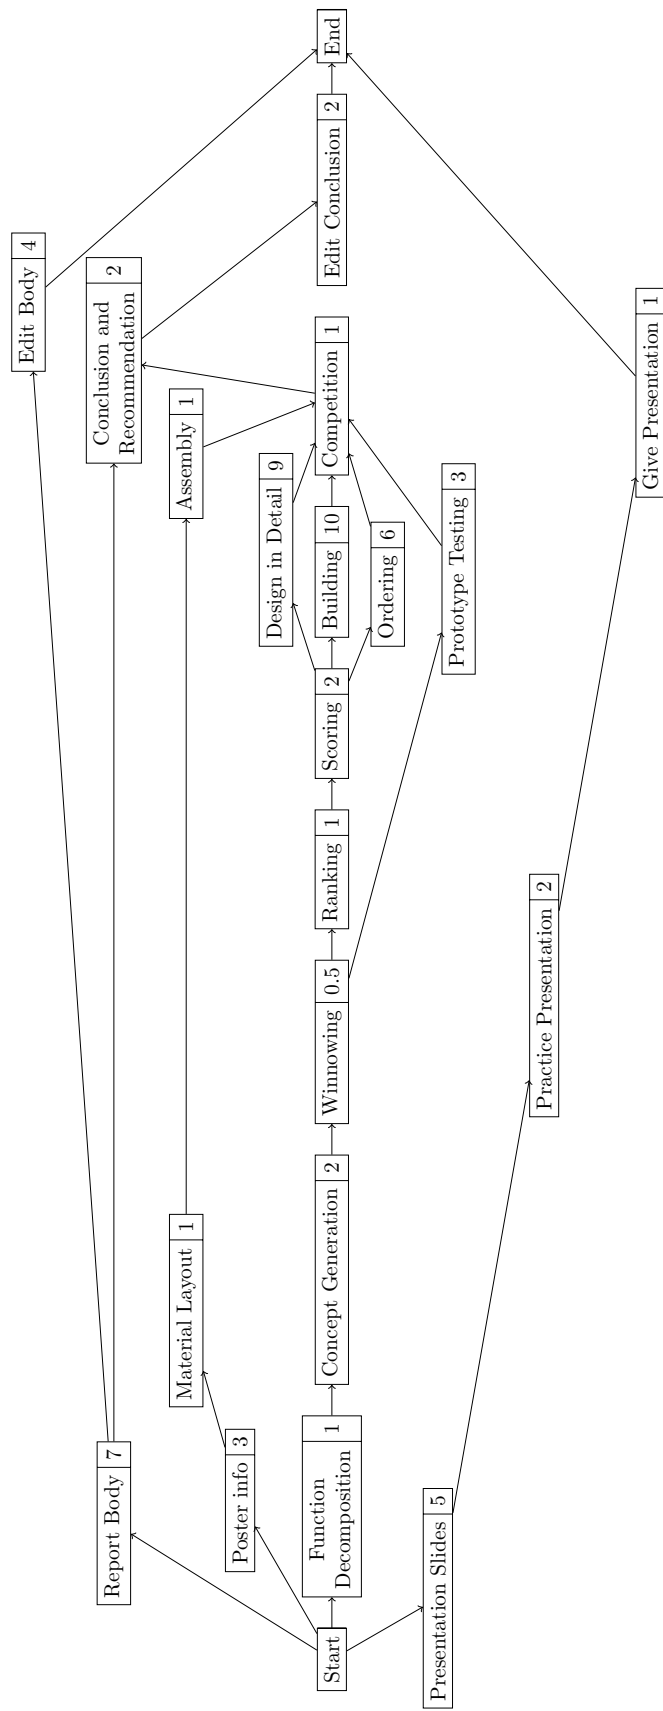 Start
Report Body 7
Poster info 3
Function
Decomposition
1
Presentation Slides 5
Material Layout 1
Concept Generation 2
Winnowing 0.5
Practice Presentation 2
Ranking 1
Scoring 2
Design in Detail 9
Building 10
Ordering 6
Prototype Testing 3
Assembly 1
Competition 1
Give Presentation 1
Edit Body 4
Conclusion and
Recommendation
2
Edit Conclusion 2
End